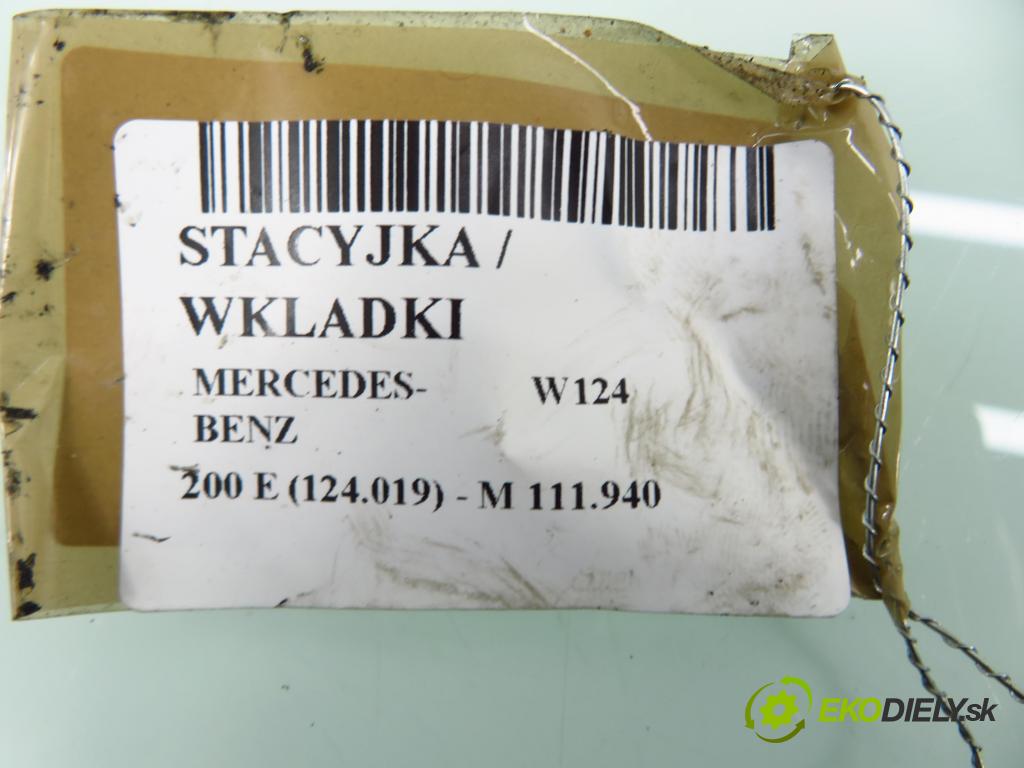 STACYJKA /
WKLADKI
MERCEDES-
BENZ
W124
200 E (124.019) - M 111.940
EKODIELY.sk